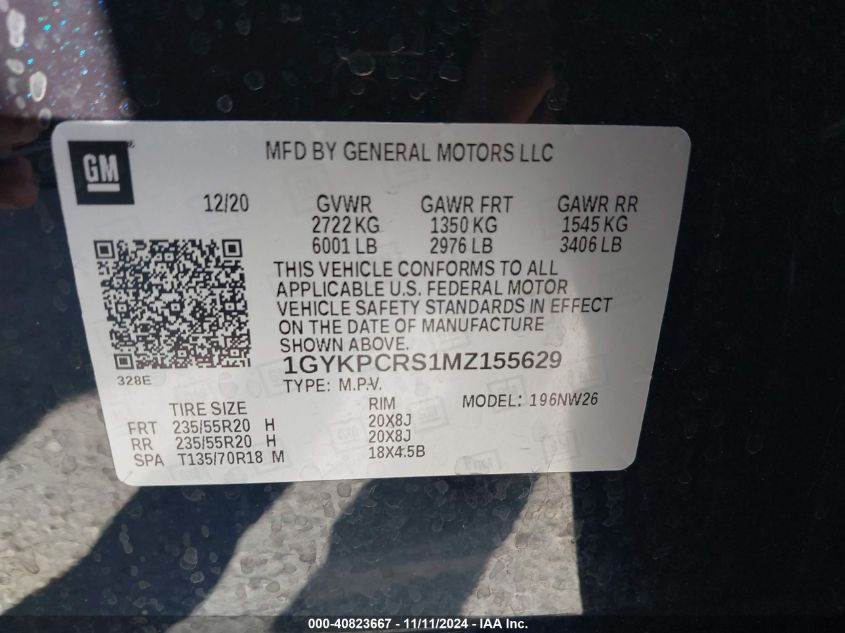 GM
MFD BY GENERAL MOTORS LLC
12/20 GVWR GAWR FRT GAWR RR
2722 KG 1350 KG 1545 KG
6001 LB 2976 LB 3406 LB
THIS VEHICLE CONFORMS TO ALL
APPLICABLE U.S. FEDERAL MOTOR
VEHICLE SAFETY STANDARDS IN EFFECT
ON THE DATE OF MANUFACTURE
SHOWN ABOVE.
1GYKPCRS1MZ155629
328E
TYPE: M.P.V.
TIRE SIZE RIM MODEL: 196NW26
FRT 235/55R20 H 20X8J
RR 235/55R20 H 20X8J
SPA T135/70R18 M 18X4.5B
100% --- 40823667 --- 11/11/2024 --- IAA Inc.